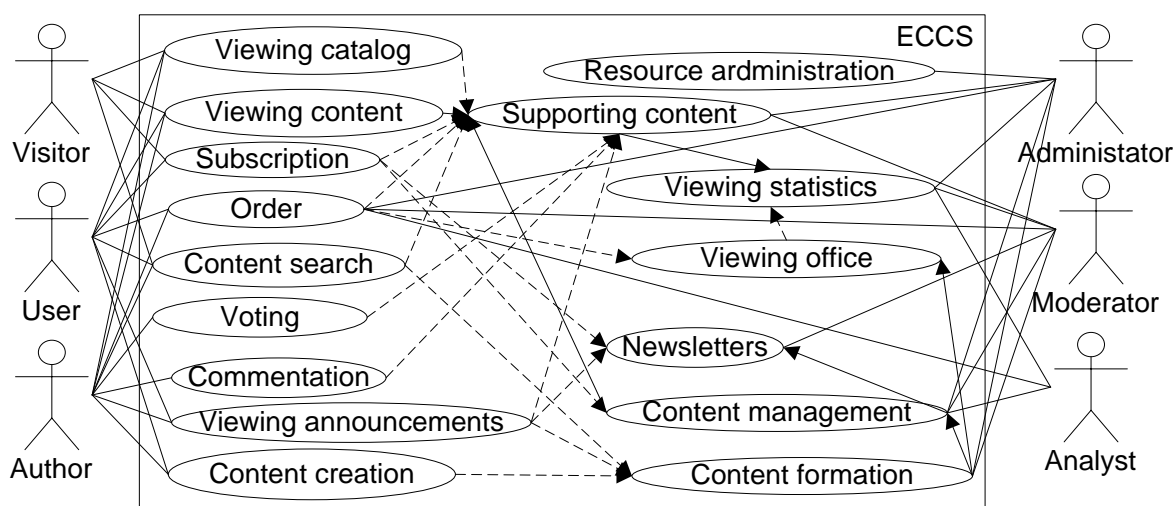 ECCS
Viewing catalog
Resource ardministration
Viewing content
Supporting content
Visitor
Administator
Subscription
Viewing statistics
Order
Content search
Viewing office
User
Moderator
Voting
Newsletters
Commentation
Viewing announcements
Content management
Author
Analyst
Content creation
Content formation